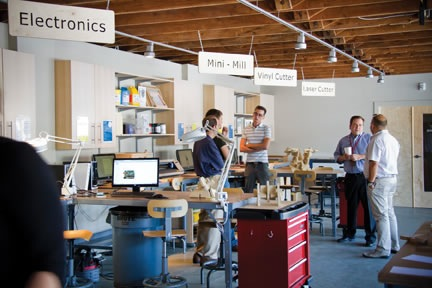 Electronics
Mini - Mill
Vinyl Cutter
Laser Cutter